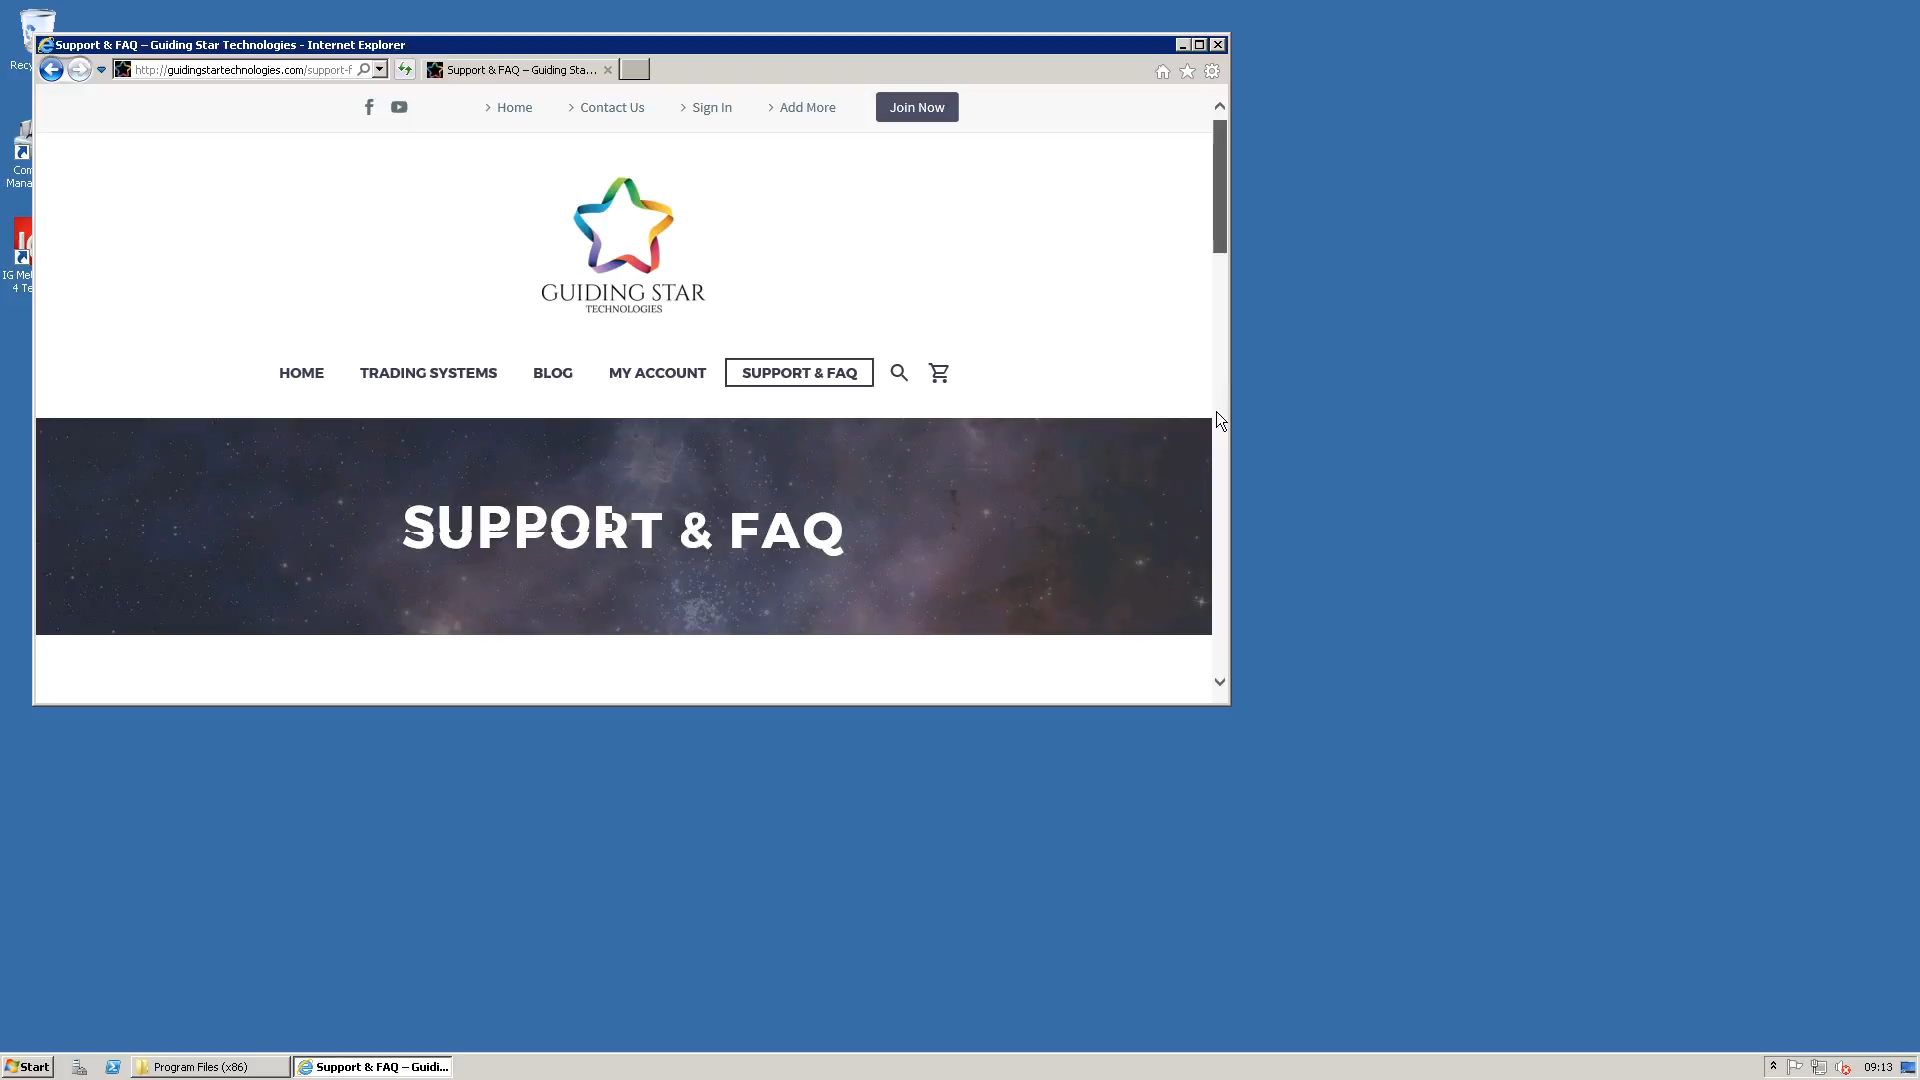 Recy
Com
Mana
IG Me
4 Te
Support & FAQ – Guiding Star Technologies - Internet Explorer
http://guidingstartechnologies.com/support-f
Support & FAQ – Guiding Sta...
Home
Contact Us
Sign In
Add More
Join Now
GUIDING STAR
TECHNOLOGIES
HOME
TRADING SYSTEMS
BLOG
MY ACCOUNT
SUPPORT & FAQ
SUPPORT & FAQ
Start
Program Files (x86)
Support & FAQ – Guidi...
09:13